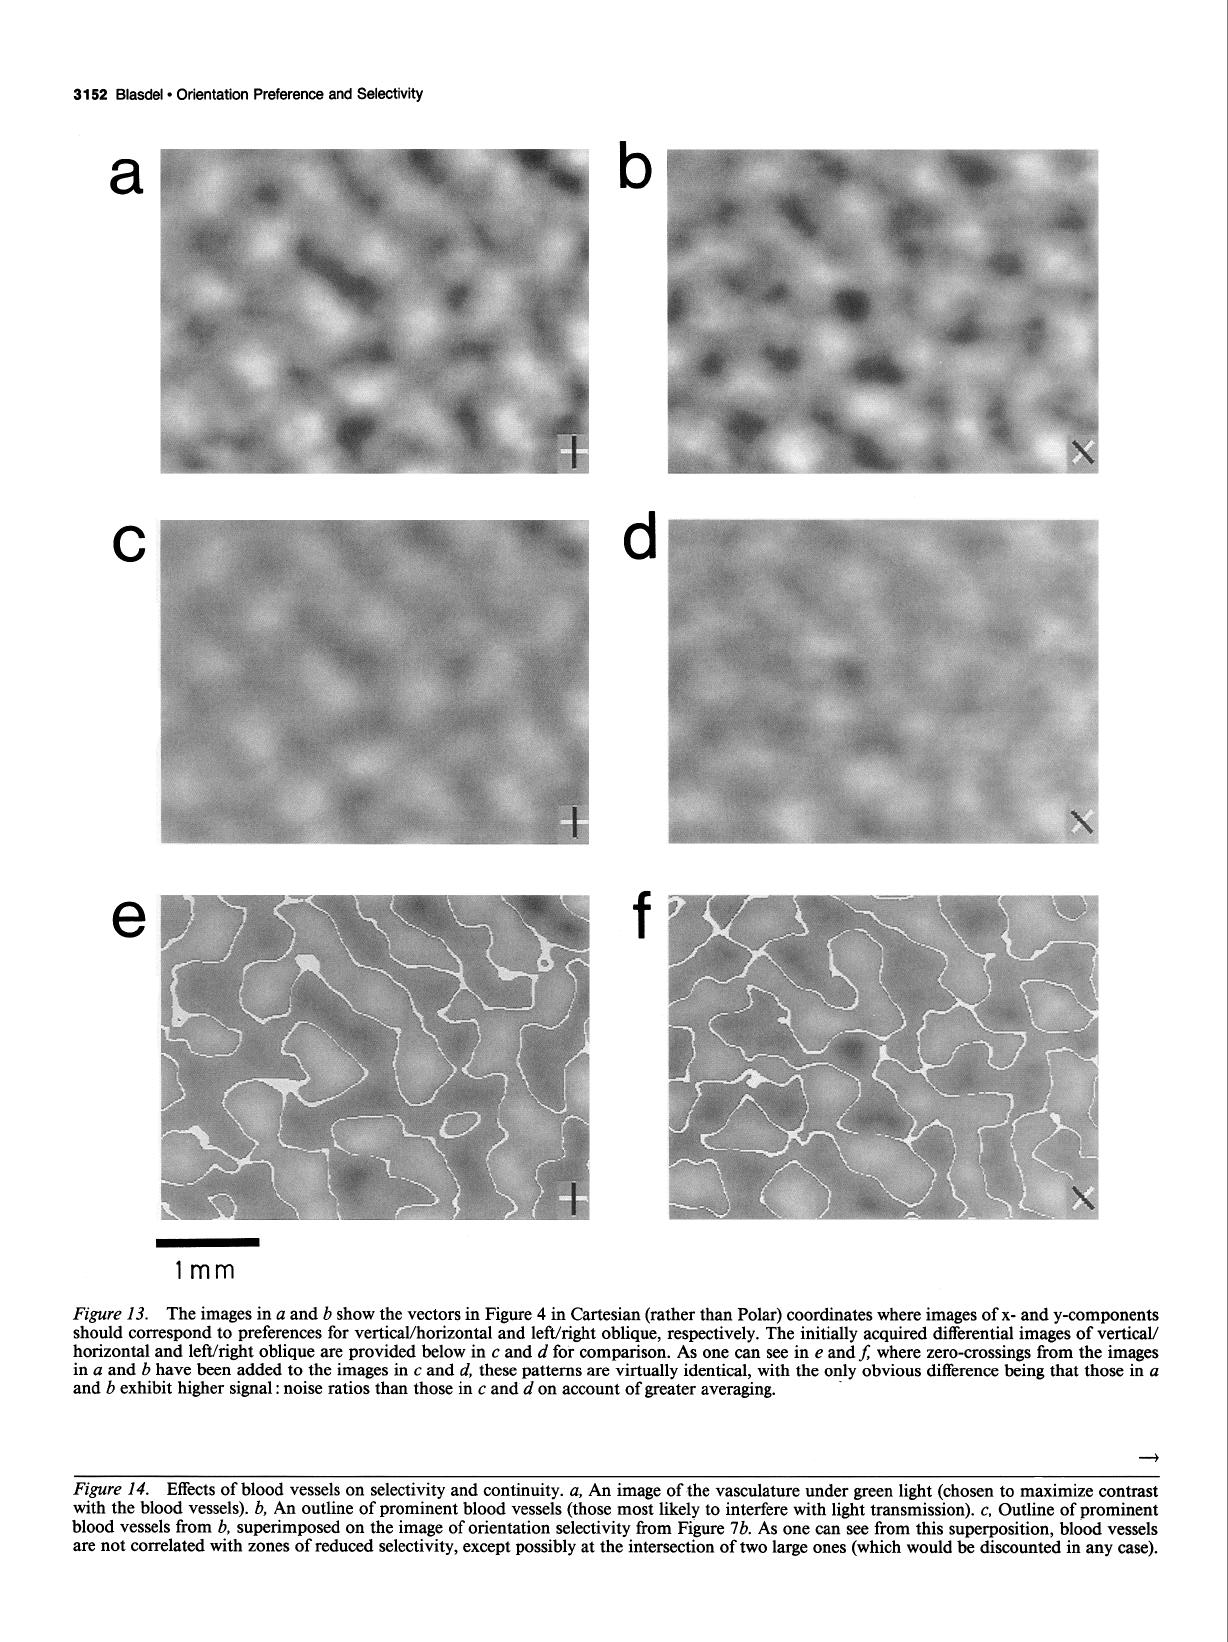 3152 Blasdel • Orientation Preference and Selectivity
a
b
c
d
e
f
1 mm
Figure 13. The images in a and b show the vectors in Figure 4 in Cartesian (rather than Polar) coordinates where images of x- and y-components
should correspond to preferences for vertical/horizontal and left/right oblique, respectively. The initially acquired differential images of vertical/
horizontal and left/right oblique are provided below in c and d for comparison. As one can see in e and f, where zero-crossings from the images
in a and b have been added to the images in c and d, these patterns are virtually identical, with the only obvious difference being that those in a
and b exhibit higher signal : noise ratios than those in c and d on account of greater averaging.
→
Figure 14. Effects of blood vessels on selectivity and continuity. a, An image of the vasculature under green light (chosen to maximize contrast
with the blood vessels). b, An outline of prominent blood vessels (those most likely to interfere with light transmission). c, Outline of prominent
blood vessels from b, superimposed on the image of orientation selectivity from Figure 7b. As one can see from this superposition, blood vessels
are not correlated with zones of reduced selectivity, except possibly at the intersection of two large ones (which would be discounted in any case).